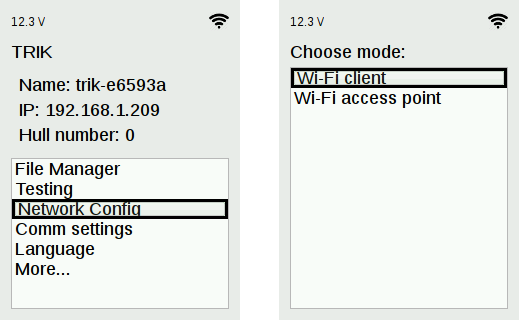 12.3 V
TRIK
Name: trik-e6593a
IP: 192.168.1.209
Hull number: 0
File Manager
Testing
Network Config
Comm settings
Language
More...
12.3 V
Choose mode:
Wi-Fi client
Wi-Fi access point